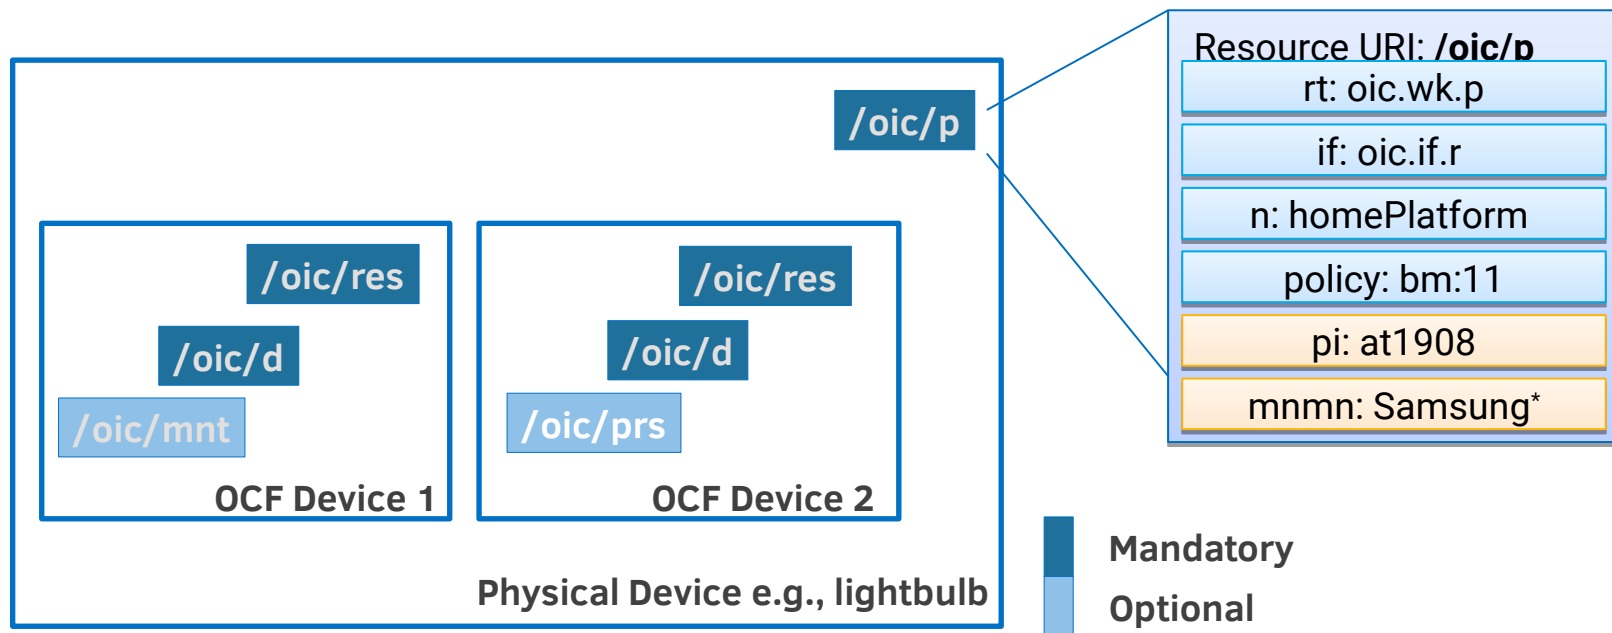 /oic/p
/oic/res
/oic/d
/oic/mnt
OCF Device 1
/oic/res
/oic/d
/oic/prs
OCF Device 2
Physical Device e.g., lightbulb
Resource URI: /oic/p
rt: oic.wk.p
if: oic.if.r
n: homePlatform
policy: bm:11
pi: at1908
mnmn: Samsung*
Mandatory
Optional